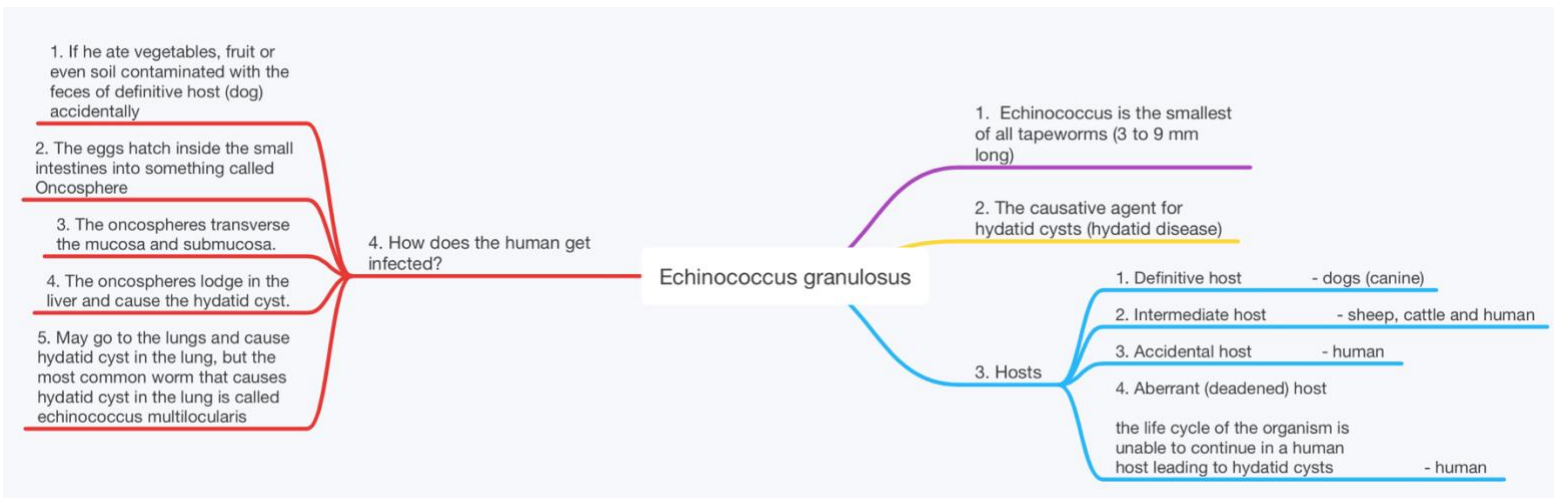 Echinococcus granulosus
1. Echinococcus is the smallest
of all tapeworms (3 to 9 mm
long)
2. The causative agent for
hydatid cysts (hydatid disease)
3. Hosts
1. Definitive host - dogs (canine)
2. Intermediate host - sheep, cattle and human
3. Accidental host - human
4. Aberrant (deadened) host
the life cycle of the organism is
unable to continue in a human
host leading to hydatid cysts - human
4. How does the human get
infected?
1. If he ate vegetables, fruit or
even soil contaminated with the
feces of definitive host (dog)
accidentally
2. The eggs hatch inside the small
intestines into something called
Oncosphere
3. The oncospheres transverse
the mucosa and submucosa.
4. The oncospheres lodge in the
liver and cause the hydatid cyst.
5. May go to the lungs and cause
hydatid cyst in the lung, but the
most common worm that causes
hydatid cyst in the lung is called
echinococcus multilocularis